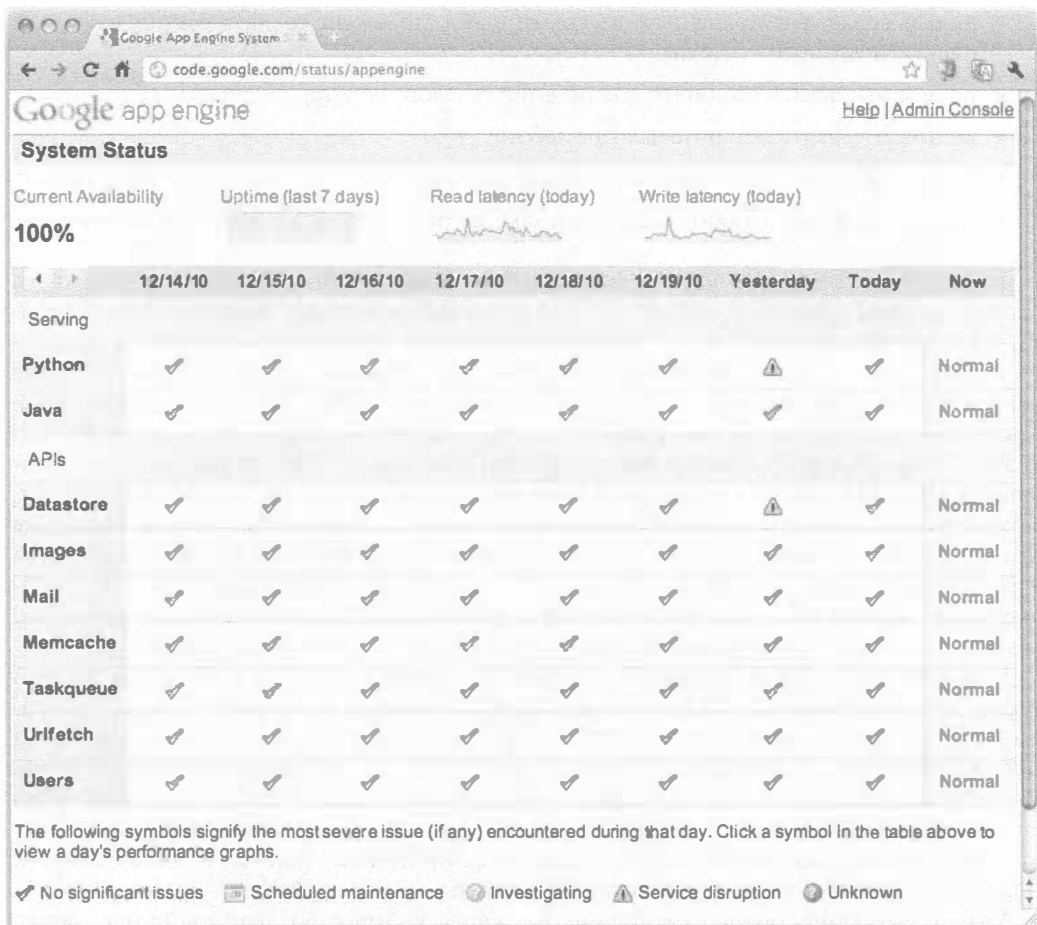 Google App Engine System S
code.google.com/status/appengine
Google app engine
Help | Admin Console
System Status
Current Availability Uptime (last 7 days) Read latency (today) Write latency (today)
100%
12/14/10 12/15/10 12/16/10 12/17/10 12/18/10 12/19/10 Yesterday Today Now
Serving
Python Normal
Java Normal
APIs
Datastore Normal
Images Normal
Mail Normal
Memcache Normal
Taskqueue Normal
Urlfetch Normal
Users Normal
The following symbols signify the most severe issue (if any) encountered during that day. Click a symbol in the table above to
view a day's performance graphs.
No significant issues Scheduled maintenance Investigating Service disruption Unknown